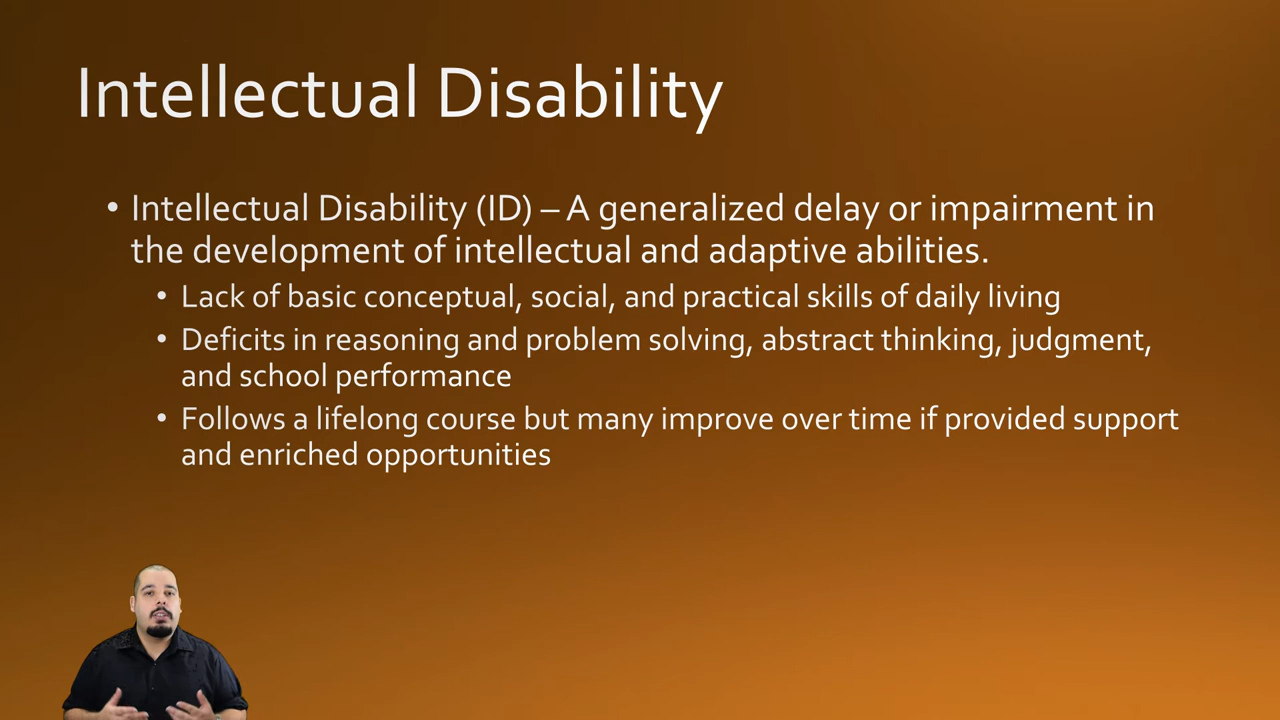 Intellectual Disability
• Intellectual Disability (ID) – A generalized delay or impairment in
the development of intellectual and adaptive abilities.
• Lack of basic conceptual, social, and practical skills of daily living
• Deficits in reasoning and problem solving, abstract thinking, judgment,
and school performance
• Follows a lifelong course but many improve over time if provided support
and enriched opportunities